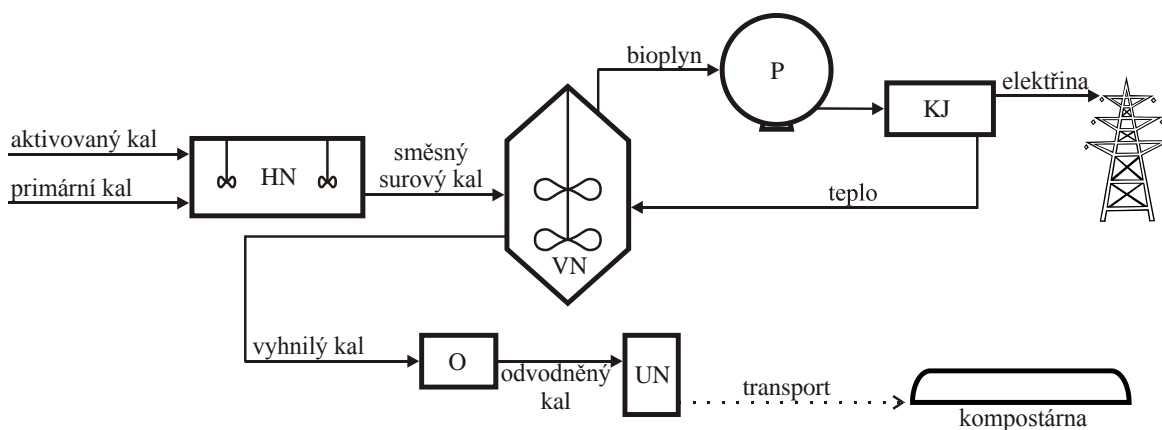 bioplyn
P
KJ
elektřina
aktivovaný kal
primární kal
HN
směsný
surový kal
teplo
VN
vyhnilý kal
O
odvodněný
kal
UN
transport
kompostárna